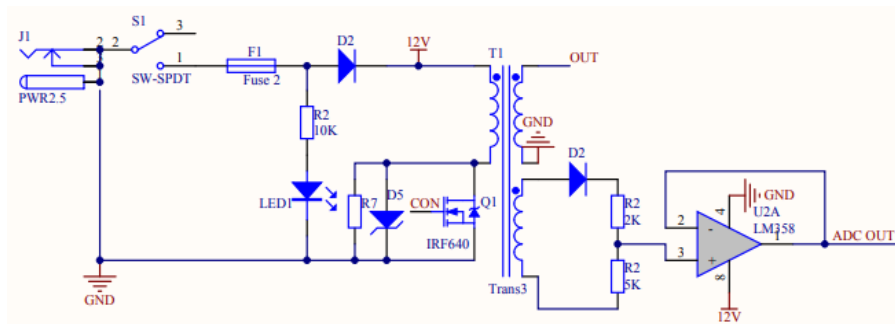 S1
3
J1
2
2
1
2
SW-SPDT
PWR2.5
F1
Fuse 2
D2
12V
T1
OUT
R2
10K
GND
LED1
R7
D5
CON
Q1
IRF640
Trans3
D2
R2
2K
R2
5K
4
GND
U2A
LM358
2
-
3
+
1
ADC OUT
8
12V
GND